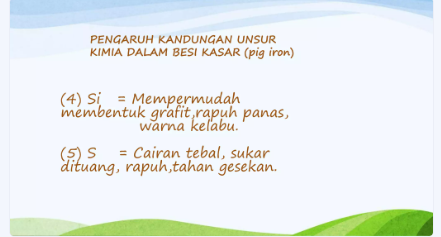 PENGARUH KANDUNGAN UNSUR
KIMIA DALAM BESI KASAR (pig iron)
(4) Si = Mempermudah
membentuk grafit,rapuh panas,
warna kelabu.
(5) S = Cairan tebal, sukar
dituang, rapuh,tahan gesekan.